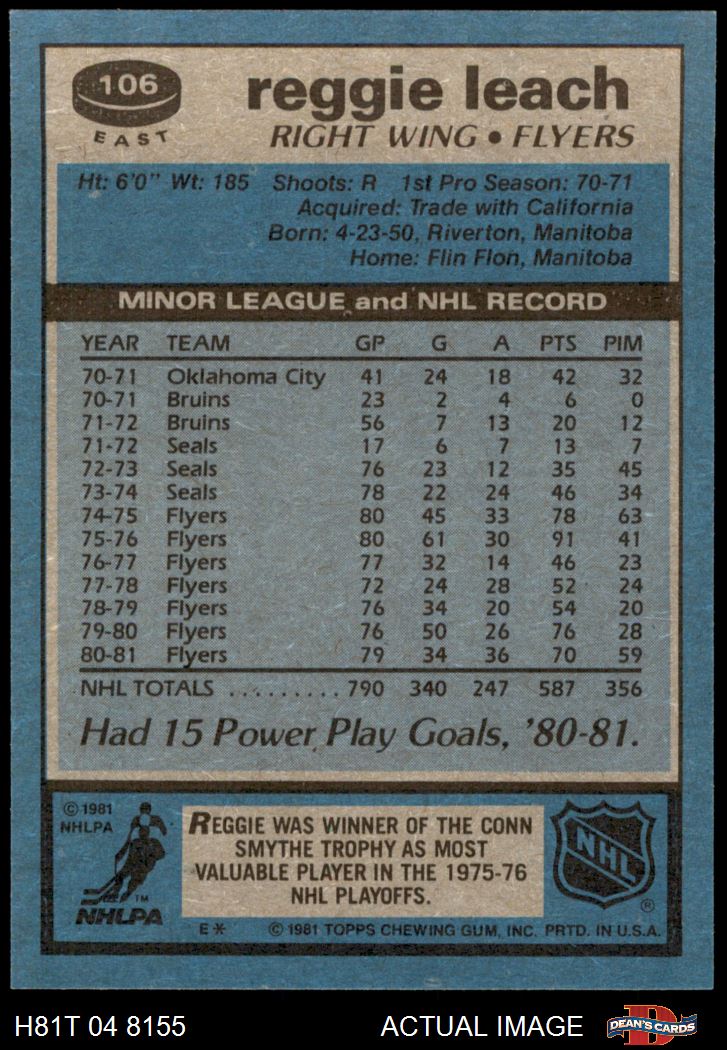 106
EAST
reggie leach
RIGHT WING • FLYERS
Ht: 6'0" Wt: 185 Shoots: R 1st Pro Season: 70-71
Acquired: Trade with California
Born: 4-23-50, Riverton, Manitoba
Home: Flin Flon, Manitoba
MINOR LEAGUE and NHL RECORD
YEAR TEAM GP G A PTS PIM
70-71 Oklahoma City 41 24 18 42 32
70-71 Bruins 23 2 4 6 0
71-72 Bruins 56 7 13 20 12
71-72 Seals 17 6 7 13 7
72-73 Seals 76 23 12 35 45
73-74 Seals 78 22 24 46 34
74-75 Flyers 80 45 33 78 63
75-76 Flyers 80 61 30 91 41
76-77 Flyers 77 32 14 46 23
77-78 Flyers 72 24 28 52 24
78-79 Flyers 76 34 20 54 20
79-80 Flyers 76 50 26 76 28
80-81 Flyers 79 34 36 70 59
NHL TOTALS ......... 790 340 247 587 356
Had 15 Power Play Goals, '80-81.
© 1981
NHLPA
TM
NHLPA
REGGIE WAS WINNER OF THE CONN
SMYTHE TROPHY AS MOST
VALUABLE PLAYER IN THE 1975-76
NHL PLAYOFFS.
NHL
®
E* © 1981 TOPPS CHEWING GUM, INC. PRTD. IN U.S.A.
H81T 04 8155 ACTUAL IMAGE
DEAN'S CARDS